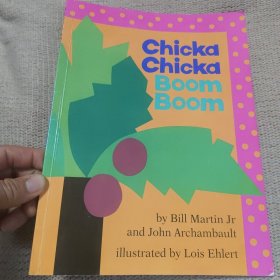 Chicka
Chicka
Boom
Boom
by Bill Martin Jr
and John Archambault
illustrated by Lois Ehlert